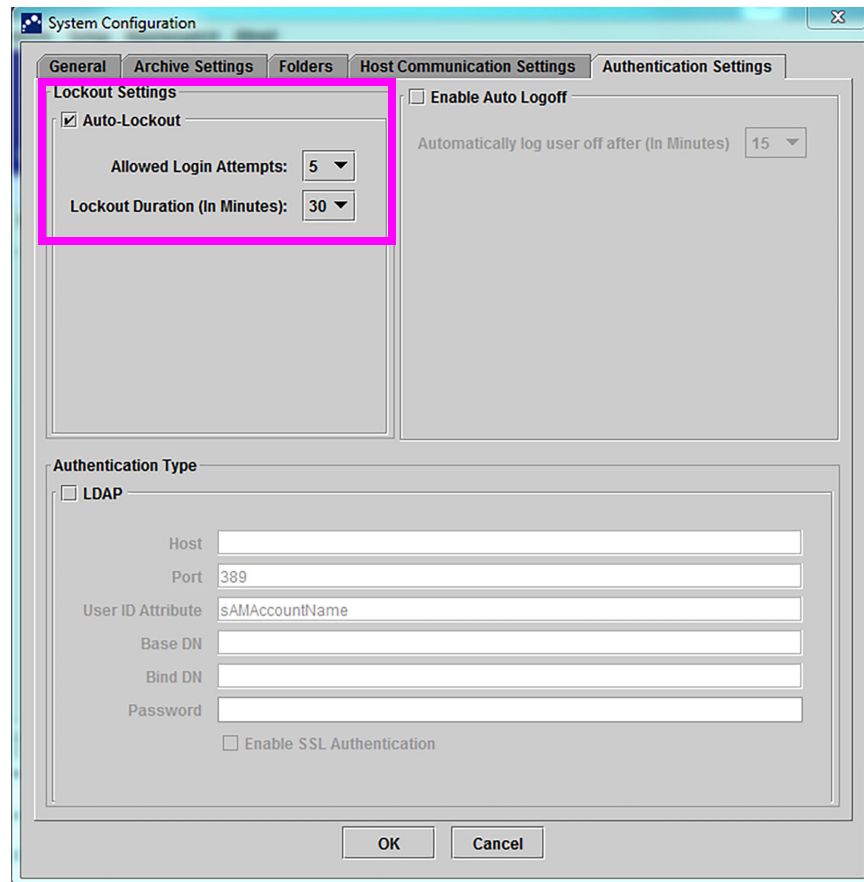 System Configuration
General Archive Settings Folders Host Communication Settings Authentication Settings
Lockout Settings
Auto-Lockout
Allowed Login Attempts: 5
Lockout Duration (In Minutes): 30
Enable Auto Logoff
Automatically log user off after (In Minutes) 15
Authentication Type
LDAP
Host
Port 389
User ID Attribute sAMAccountName
Base DN
Bind DN
Password
Enable SSL Authentication
OK Cancel